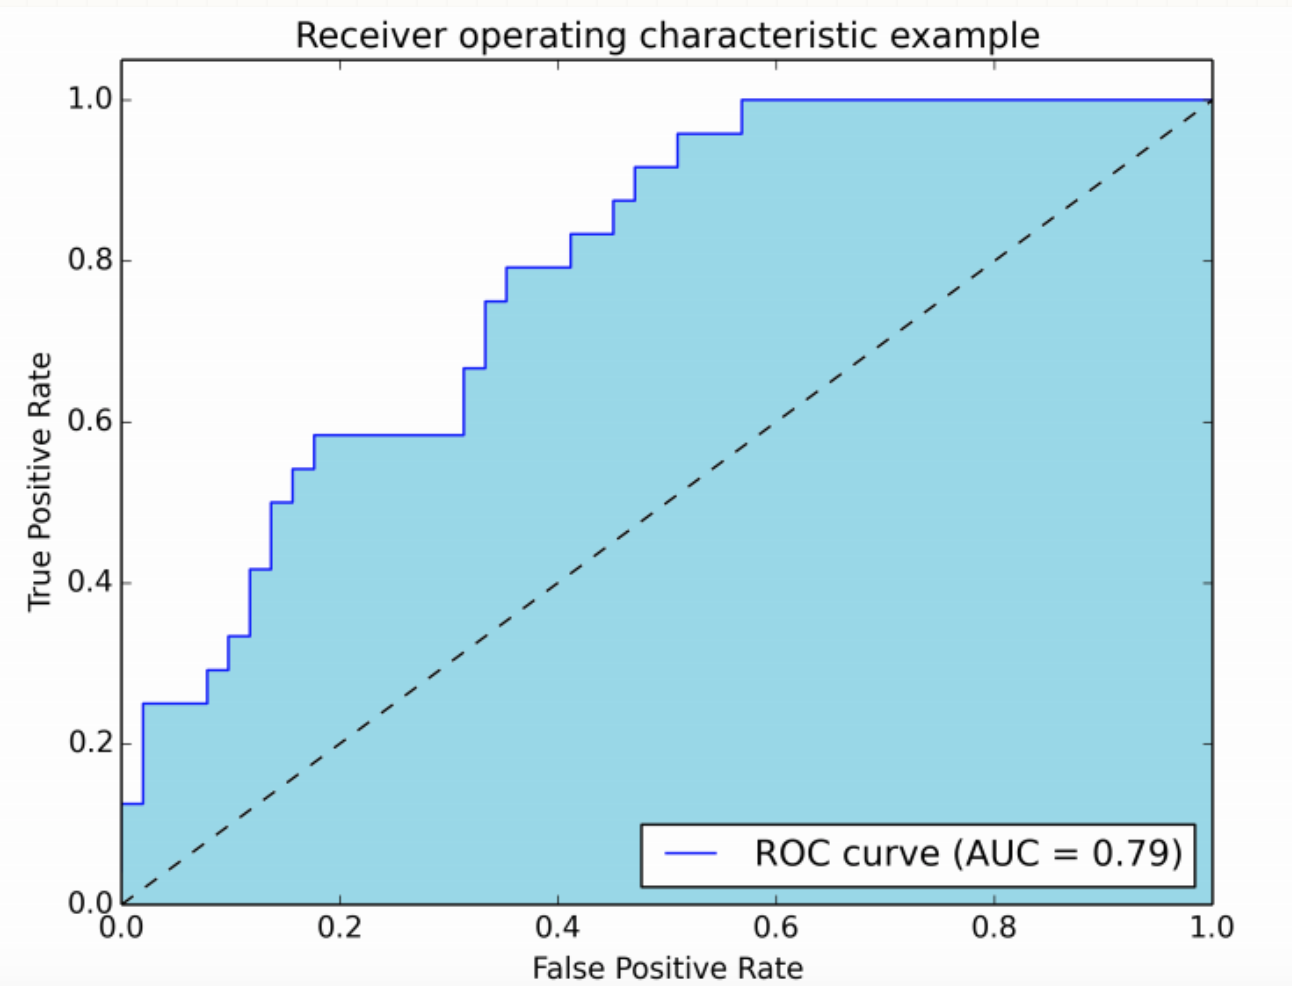 Receiver operating characteristic example
1.0
0.8
0.6
0.4
0.2
0.0
True Positive Rate
ROC curve (AUC = 0.79)
0.0 0.2 0.4 0.6 0.8 1.0
False Positive Rate